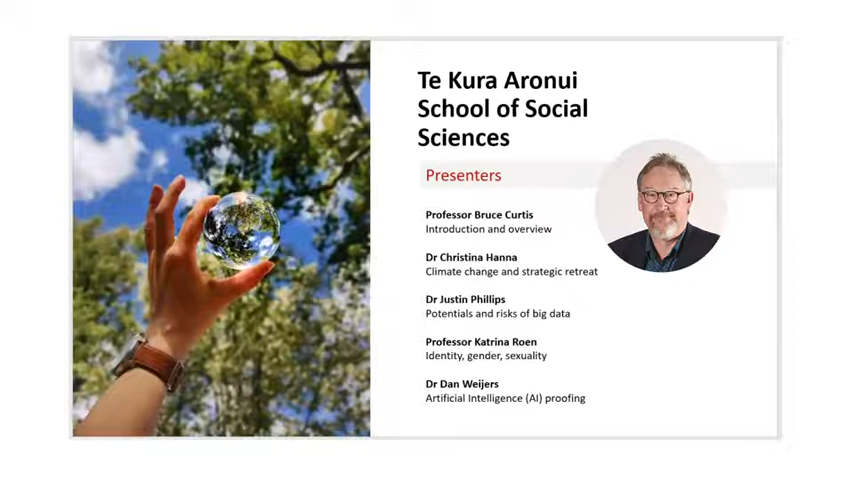 Te Kura Aronui
School of Social
Sciences
Presenters
Professor Bruce Curtis
Introduction and overview
Dr Christina Hanna
Climate change and strategic retreat
Dr Justin Phillips
Potentials and risks of big data
Professor Katrina Roen
Identity, gender, sexuality
Dr Dan Weijers
Artificial Intelligence (AI) proofing